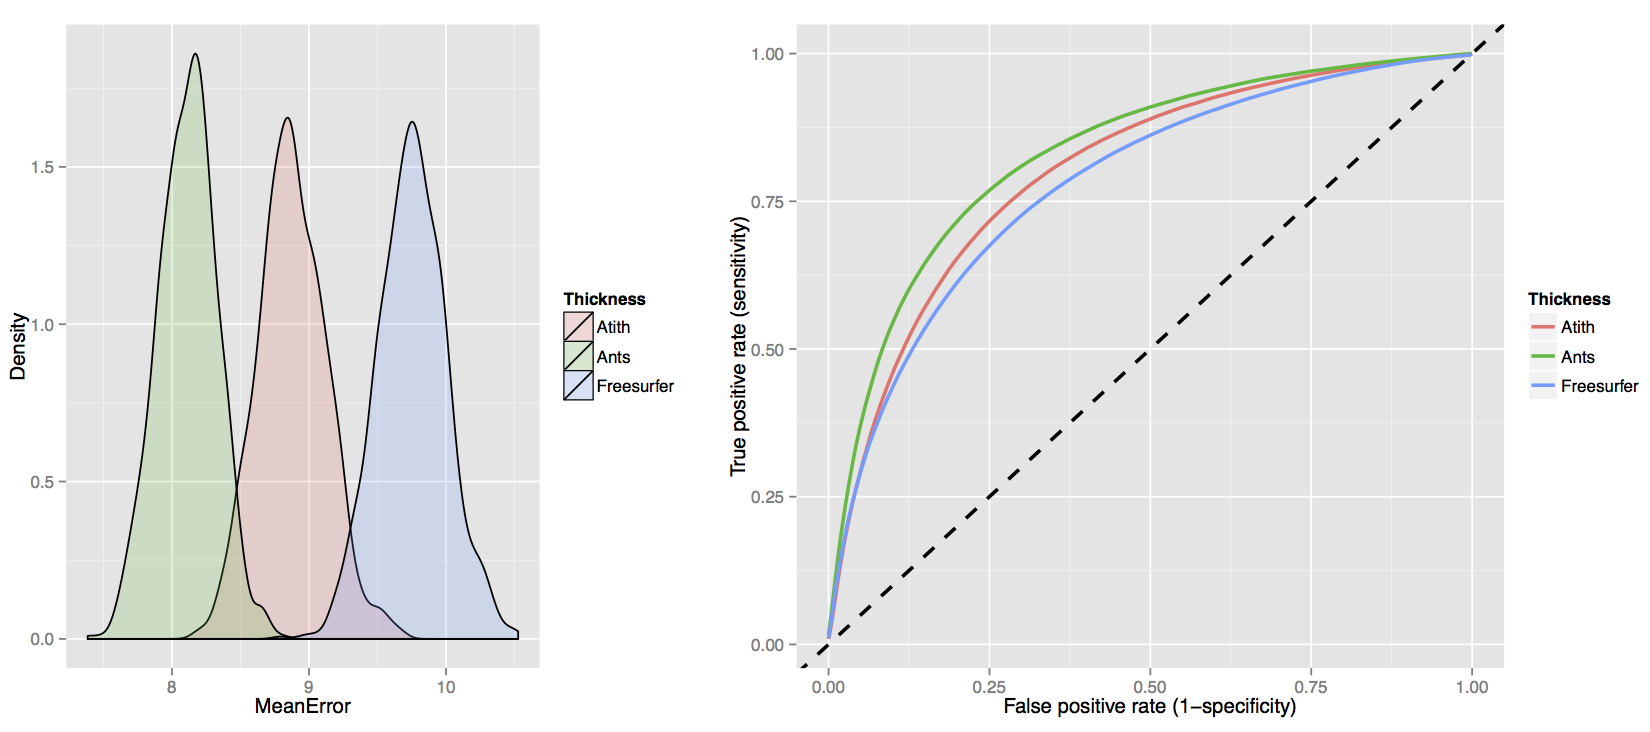 Density
1.5
1.0
0.5
0.0
8 9 10
MeanError
Thickness
Atith
Ants
Freesurfer
True positive rate (sensitivity)
1.00
0.75
0.50
0.25
0.00
0.00 0.25 0.50 0.75 1.00
False positive rate (1−specificity)
Thickness
Atith
Ants
Freesurfer